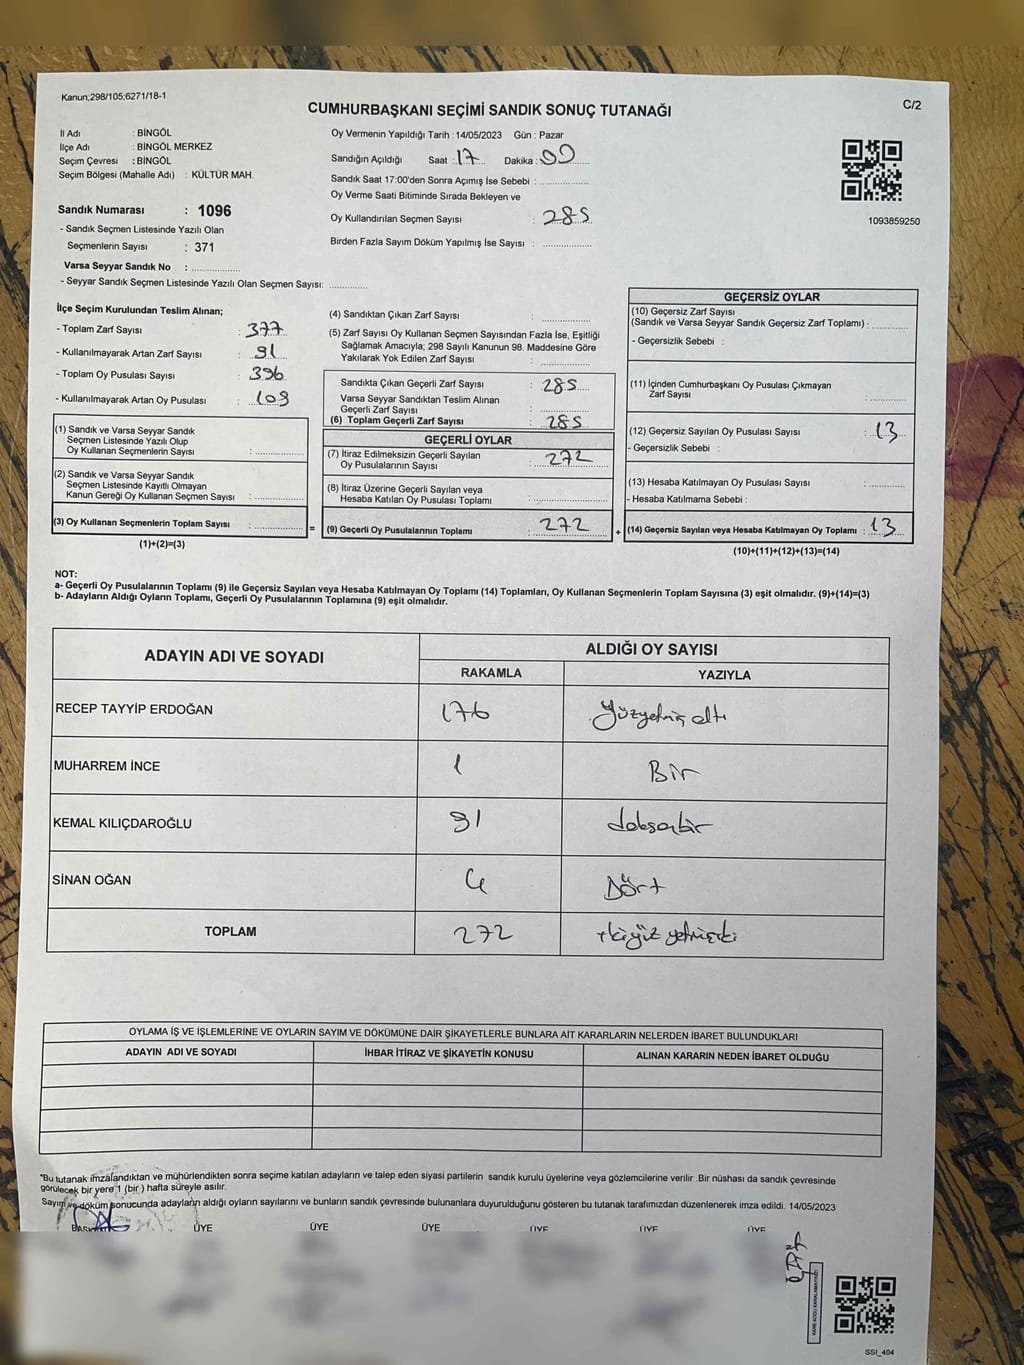 Kanun;298/105;6271/18-1
C/2
CUMHURBAŞKANI SEÇİMİ SANDIK SONUÇ TUTANAĞI
İl Adı : BİNGÖL
İlçe Adı : BİNGÖL MERKEZ
Seçim Çevresi : BİNGÖL
Seçim Bölgesi (Mahalle Adı) : KÜLTÜR MAH.
Sandık Numarası : 1096
- Sandık Seçmen Listesinde Yazılı Olan
Seçmenlerin Sayısı : 371
Varsa Seyyar Sandık No : ..................
- Seyyar Sandık Seçmen Listesinde Yazılı Olan Seçmen Sayısı: ..............
Oy Vermenin Yapıldığı Tarih :14/05/2023 Gün : Pazar
Sandığın Açıldığı Saat : 17 Dakika : 00
Sandık Saat 17:00'den Sonra Açımış İse Sebebi : ..................
Oy Verme Saati Bitiminde Sırada Bekleyen ve
Oy Kullandırılan Seçmen Sayısı : 285
Birden Fazla Sayım Döküm Yapılmış İse Sayısı : ..................
1093859250
İlçe Seçim Kurulundan Teslim Alınan;
- Toplam Zarf Sayısı : 377
- Kullanılmayarak Artan Zarf Sayısı : 91
- Toplam Oy Pusulası Sayısı : 396
- Kullanılmayarak Artan Oy Pusulası : 109
(1) Sandık ve Varsa Seyyar Sandık
Seçmen Listesinde Yazılı Olup
Oy Kullanan Seçmenlerin Sayısı : ..................
(2) Sandık ve Varsa Seyyar Sandık
Seçmen Listesinde Kayıtlı Olmayan
Kanun Gereği Oy Kullanan Seçmen Sayısı : ..................
(3) Oy Kullanan Seçmenlerin Toplam Sayısı : .................. =
(1)+(2)=(3)
(4) Sandıktan Çıkan Zarf Sayısı : ..................
(5) Zarf Sayısı Oy Kullanan Seçmen Sayısından Fazla İse, Eşitliği
Sağlamak Amacıyla; 298 Sayılı Kanunun 98. Maddesine Göre
Yakılarak Yok Edilen Zarf Sayısı : ..................
Sandıkta Çıkan Geçerli Zarf Sayısı : 285
Varsa Seyyar Sandıktan Teslim Alınan
Geçerli Zarf Sayısı : ..................
(6) Toplam Geçerli Zarf Sayısı : 285
GEÇERLİ OYLAR
(7) İtiraz Edilmeksizin Geçerli Sayılan
Oy Pusulalarının Sayısı : 272
(8) İtiraz Üzerine Geçerli Sayılan veya
Hesaba Katılan Oy Pusulası Toplamı : ..................
(9) Geçerli Oy Pusulalarının Toplamı : 272 +
GEÇERSİZ OYLAR
(10) Geçersiz Zarf Sayısı
(Sandık ve Varsa Seyyar Sandık Geçersiz Zarf Toplamı) : .............
- Geçersizlik Sebebi :
(11) İçinden Cumhurbaşkanı Oy Pusulası Çıkmayan
Zarf Sayısı : .............
(12) Geçersiz Sayılan Oy Pusulası Sayısı : 13
- Geçersizlik Sebebi :
(13) Hesaba Katılmayan Oy Pusulası Sayısı : .............
- Hesaba Katılmama Sebebi :
(14) Geçersiz Sayılan veya Hesaba Katılmayan Oy Toplamı : 13
(10)+(11)+(12)+(13)=(14)
NOT:
a- Geçerli Oy Pusulalarının Toplamı (9) ile Geçersiz Sayılan veya Hesaba Katılmayan Oy Toplamı (14) Toplamları, Oy Kullanan Seçmenlerin Toplam Sayısına (3) eşit olmalıdır. (9)+(14)=(3)
b- Adayların Aldığı Oyların Toplamı, Geçerli Oy Pusulalarının Toplamına (9) eşit olmalıdır.
ADAYIN ADI VE SOYADI ALDIĞI OY SAYISI
RAKAMLA YAZIYLA
RECEP TAYYİP ERDOĞAN 176 Yüzyetmiş altı
MUHARREM İNCE 1 Bir
KEMAL KILIÇDAROĞLU 91 doksanbir
SİNAN OĞAN 4 Dört
TOPLAM 272 ikiyüz yetmişiki
OYLAMA İŞ VE İŞLEMLERİNE VE OYLARIN SAYIM VE DÖKÜMÜNE DAİR ŞİKAYETLERLE BUNLARA AİT KARARLARIN NELERDEN İBARET BULUNDUKLARI
ADAYIN ADI VE SOYADI İHBAR İTİRAZ VE ŞİKAYETİN KONUSU ALINAN KARARIN NEDEN İBARET OLDUĞU
"Bu tutanak imzalandıktan ve mühürlendikten sonra seçime katılan adayların ve talep eden siyasi partilerin sandık kurulu üyelerine veya gözlemcilerine verilir .Bir nüshası da sandık çevresinde
görülecek bir yere 1 (bir ) hafta süreyle asılır.
Sayım ve döküm sonucunda adayların aldığı oyların sayılarını ve bunların sandık çevresinde bulunanlara duyurulduğunu gösteren bu tutanak tarafımızdan düzenlenerek imza edildi. 14/05/2023
BAŞKAN ÜYE ÜYE ÜYE ÜYE ÜYE ÜYE
SSI_404